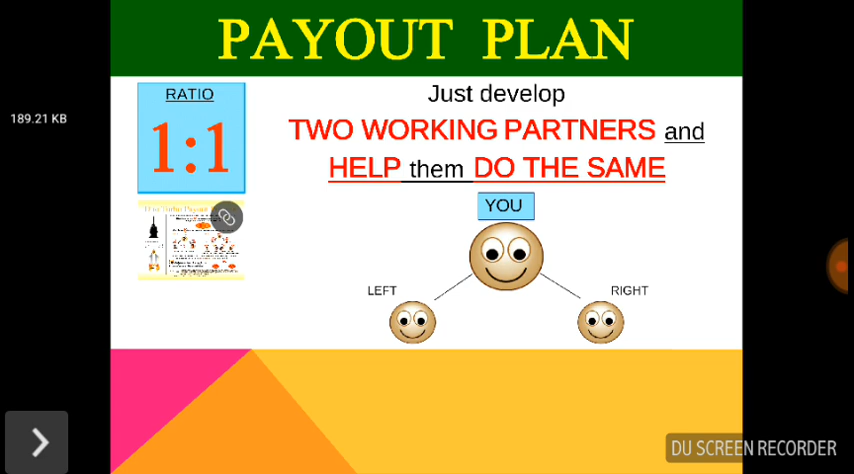 PAYOUT PLAN
RATIO
1:1
Just develop
TWO WORKING PARTNERS and
HELP them DO THE SAME
YOU
LEFT
RIGHT
189.21 KB
DU SCREEN RECORDER